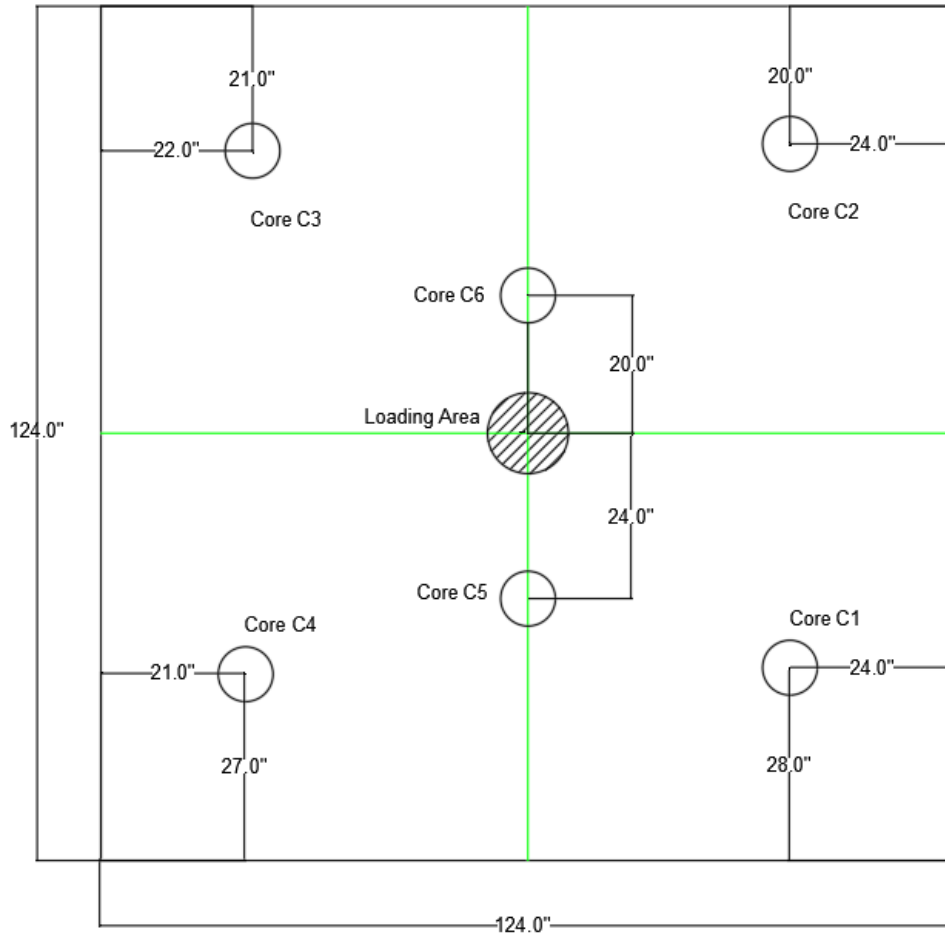 21.0"
20.0"
22.0"
24.0"
Core C3
Core C2
Core C6
20.0"
Loading Area
124.0"
24.0"
Core C5
Core C4
Core C1
21.0"
24.0"
27.0"
28.0"
124.0"